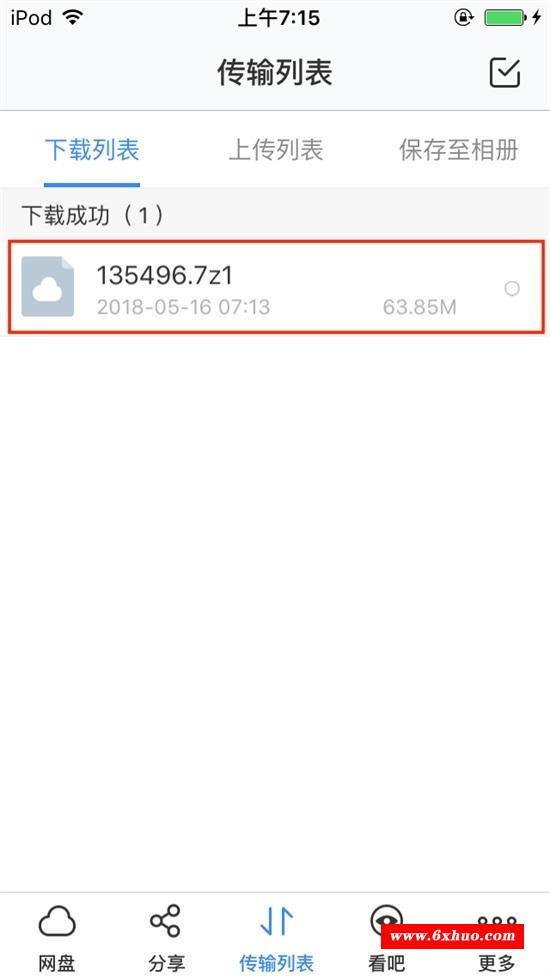 iPod 上午7:15
传输列表
下载列表 上传列表 保存至相册
下载成功（1）
135496.7z1
2018-05-16 07:13 63.85M
网盘 分享 传输列表 看吧 更多
www.6xhuo.com